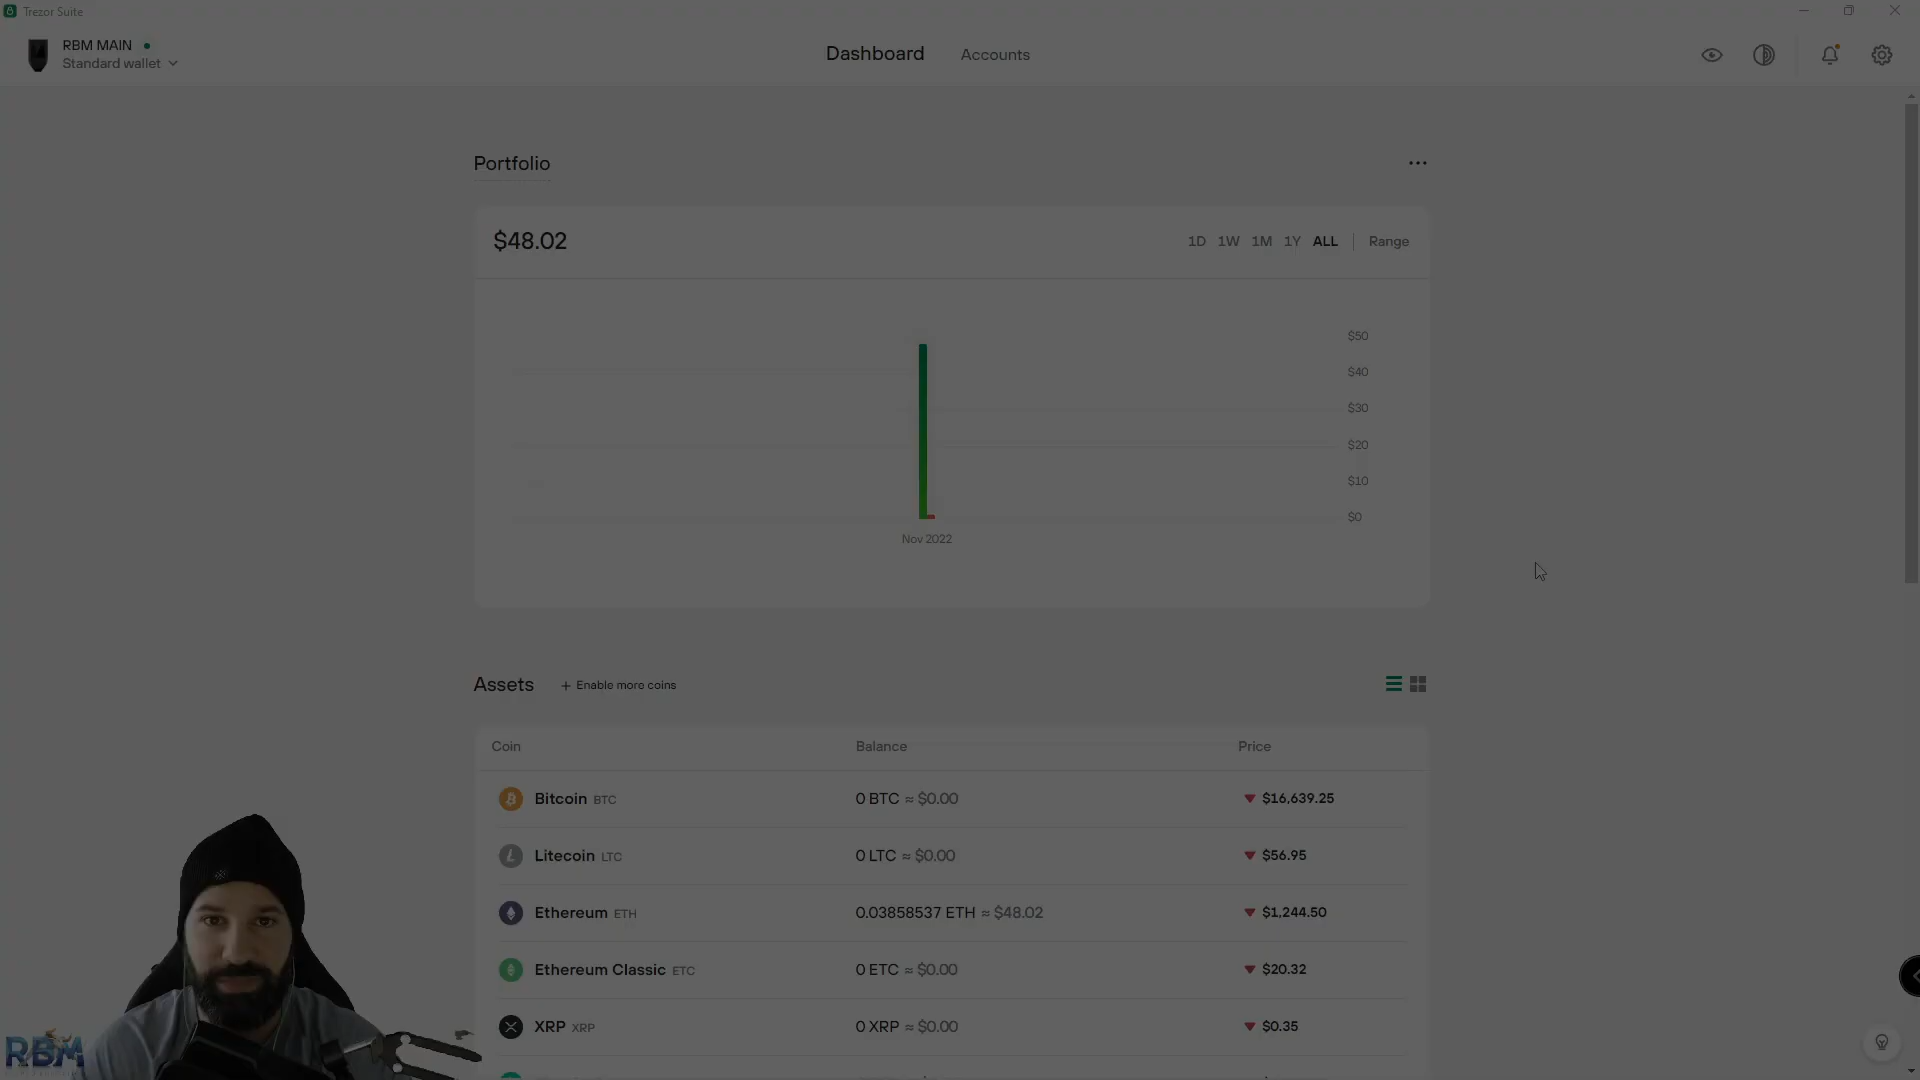 Trezor Suite
RBM MAIN
Standard wallet
Dashboard
Accounts
Portfolio
$48.02
1D 1W 1M 1Y ALL Range
$50
$40
$30
$20
$10
$0
Nov 2022
Assets
+ Enable more coins
Coin Balance Price
Bitcoin BTC 0 BTC ≈ $0.00 ▼ $16,639.25
Litecoin LTC 0 LTC ≈ $0.00 ▼ $56.95
Ethereum ETH 0.03858537 ETH ≈ $48.02 ▼ $1,244.50
Ethereum Classic ETC 0 ETC ≈ $0.00 ▼ $20.32
XRP XRP 0 XRP ≈ $0.00 ▼ $0.35
RBM